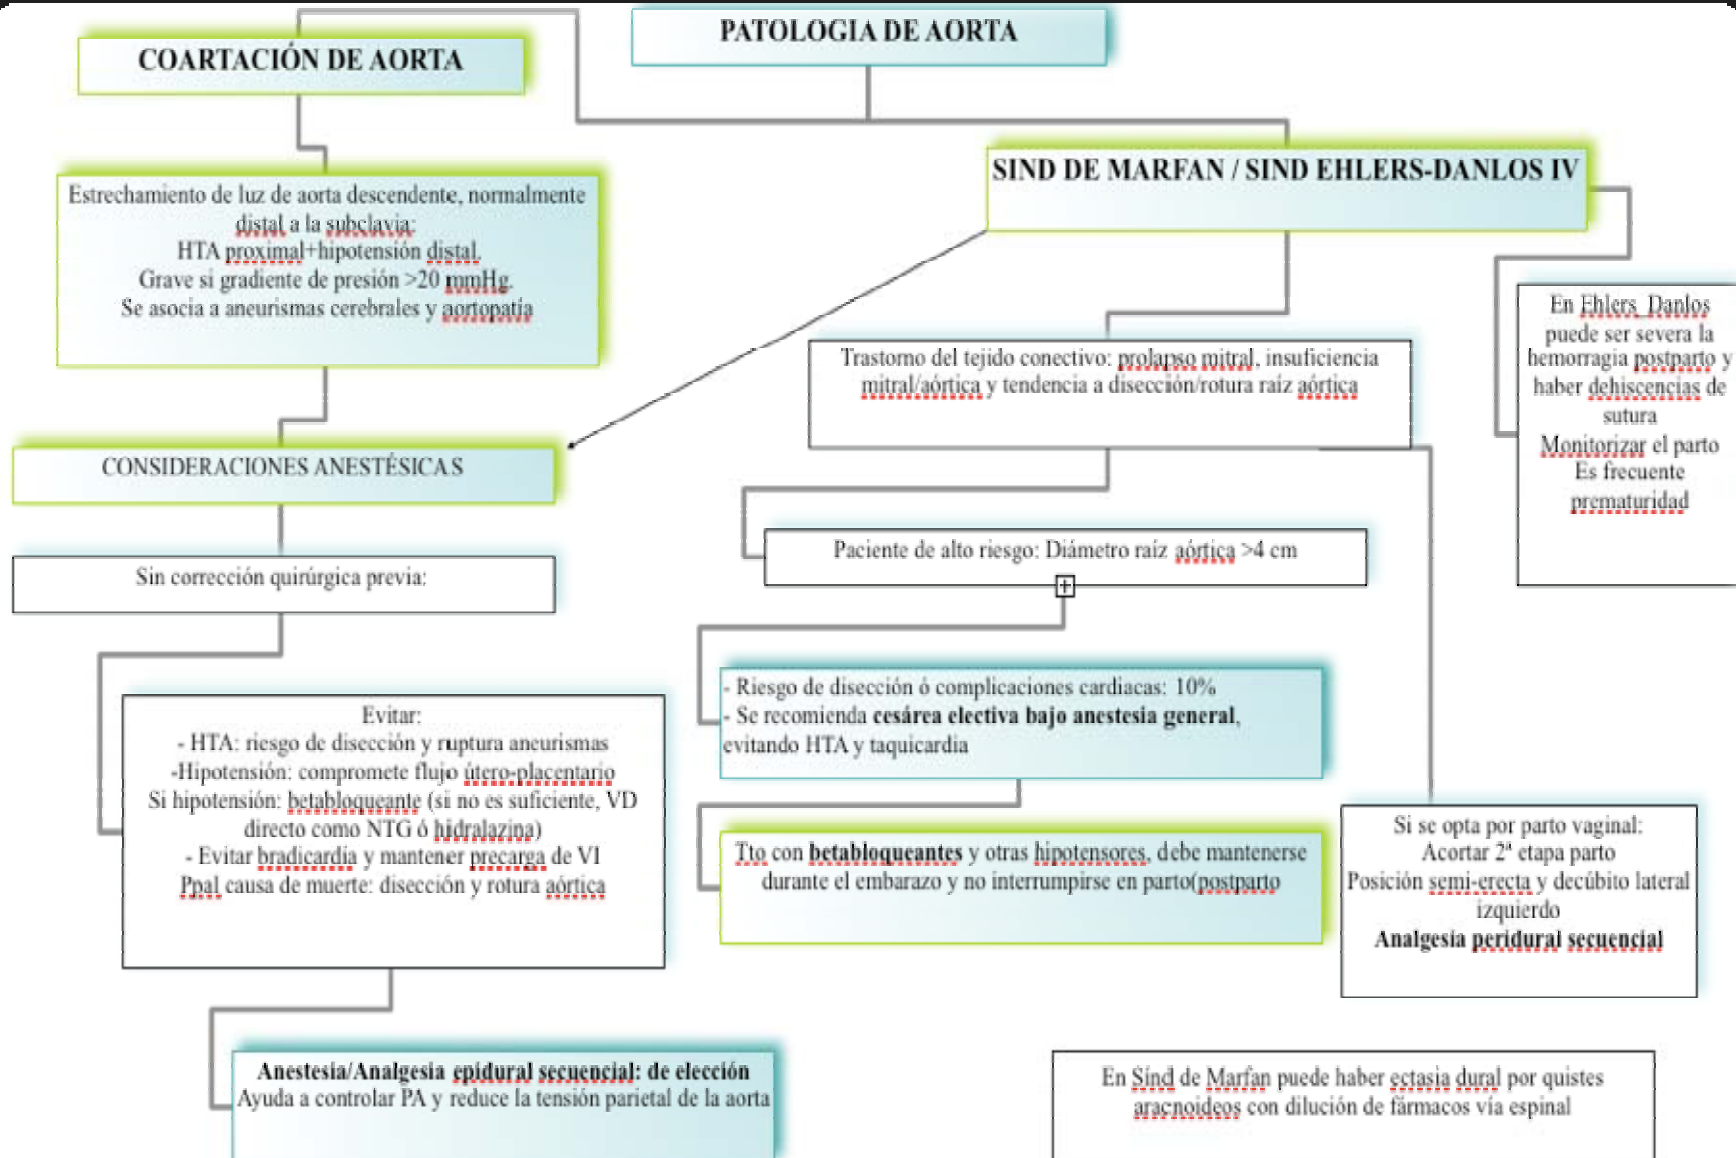 PATOLOGIA DE AORTA
COARTACIÓN DE AORTA
Estrechamiento de luz de aorta descendente, normalmente
distal a la subclavia:
HTA proximal+hipotensión distal.
Grave si gradiente de presión >20 mmHg.
Se asocia a aneurismas cerebrales y aortopatía
CONSIDERACIONES ANESTÉSICAS
Sin corrección quirúrgica previa:
Evitar:
- HTA: riesgo de disección y ruptura aneurismas
-Hipotensión: compromete flujo útero-placentario
Si hipotensión: betabloqueante (si no es suficiente, VD
directo como NTG ó hidralazina)
- Evitar bradicardia y mantener precarga de VI
Ppal causa de muerte: disección y rotura aórtica
Anestesia/Analgesia epidural secuencial: de elección
Ayuda a controlar PA y reduce la tensión parietal de la aorta
SIND DE MARFAN / SIND EHLERS-DANLOS IV
Trastorno del tejido conectivo: prolapso mitral, insuficiencia
mitral/aórtica y tendencia a disección/rotura raíz aórtica
Paciente de alto riesgo: Diámetro raíz aórtica >4 cm
- Riesgo de disección ó complicaciones cardiacas: 10%
- Se recomienda cesárea electiva bajo anestesia general,
evitando HTA y taquicardia
Tto con betabloqueantes y otras hipotensores, debe mantenerse
durante el embarazo y no interrumpirse en parto(postparto
Si se opta por parto vaginal:
Acortar 2ª etapa parto
Posición semi-erecta y decúbito lateral
izquierdo
Analgesia peridural secuencial
En Ehlers_Danlos
puede ser severa la
hemorragia postparto y
haber dehiscencias de
sutura
Monitorizar el parto
Es frecuente
prematuridad
En Sínd de Marfan puede haber ectasia dural por quistes
aracnoideos con dilución de fármacos vía espinal